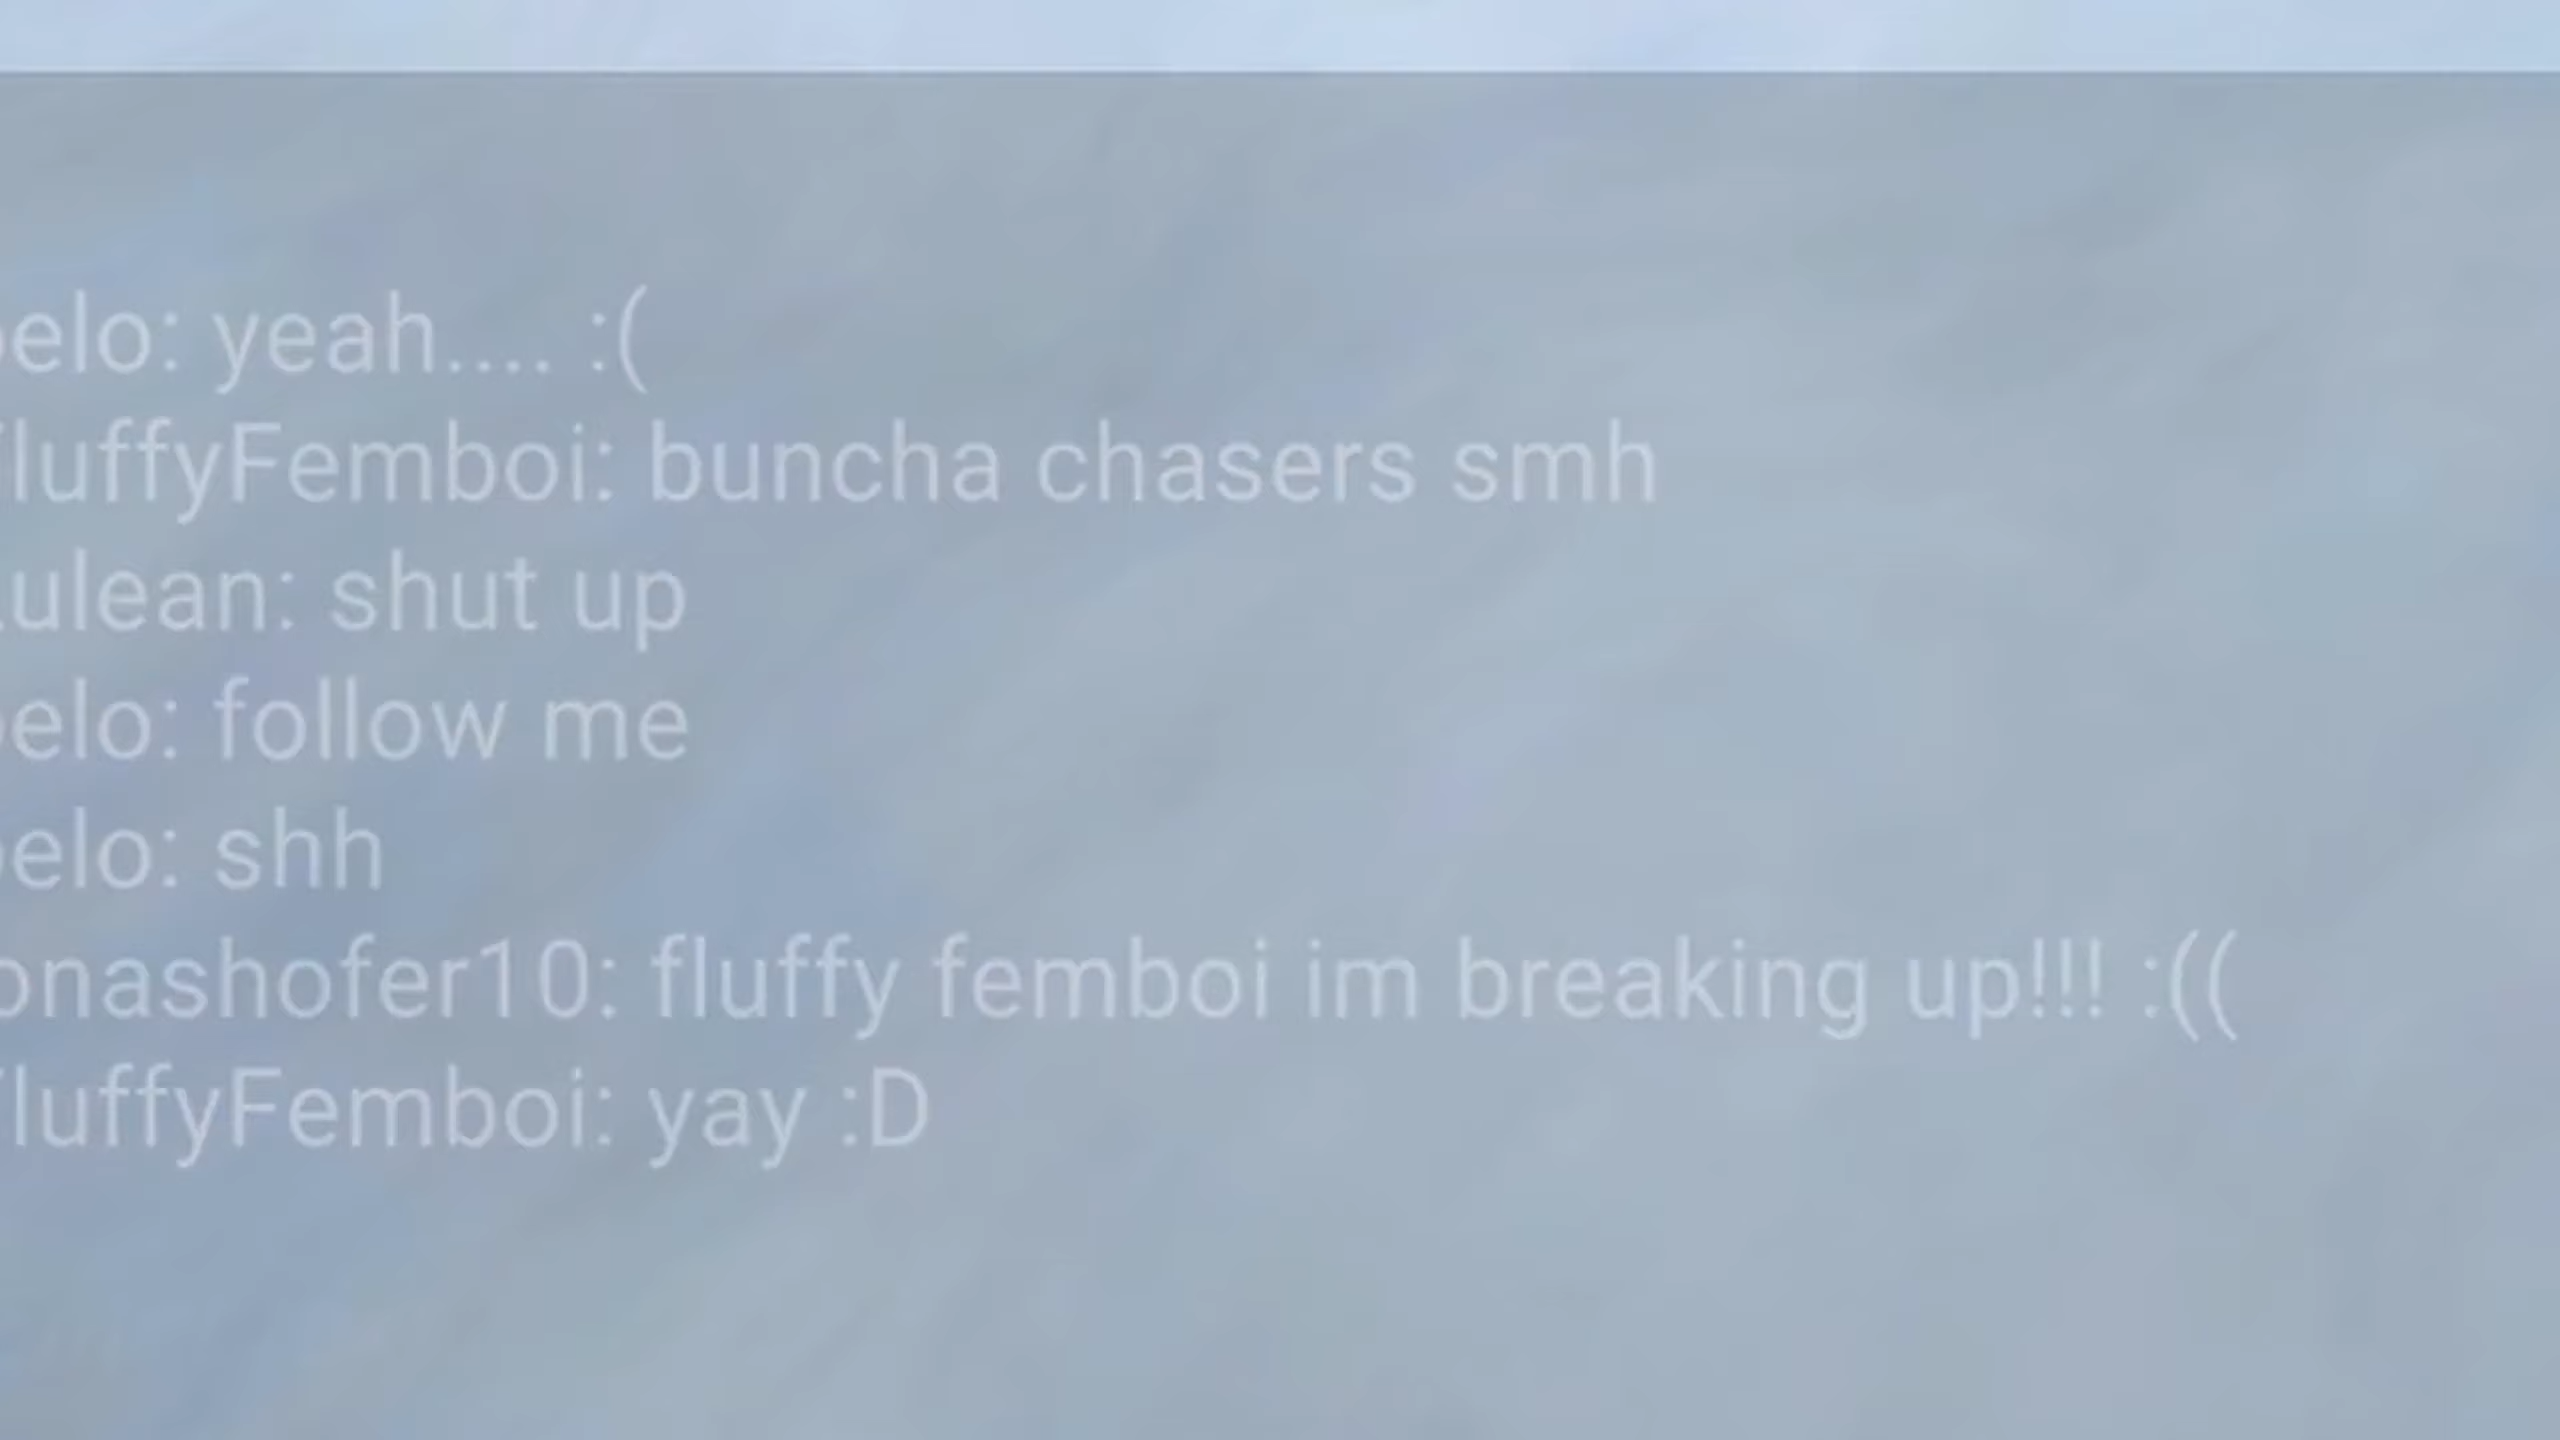 elo: yeah.... :(
luffyFemboi: buncha chasers smh
ulean: shut up
elo: follow me
elo: shh
onashofer10: fluffy femboi im breaking up!!! :((
luffyFemboi: yay :D